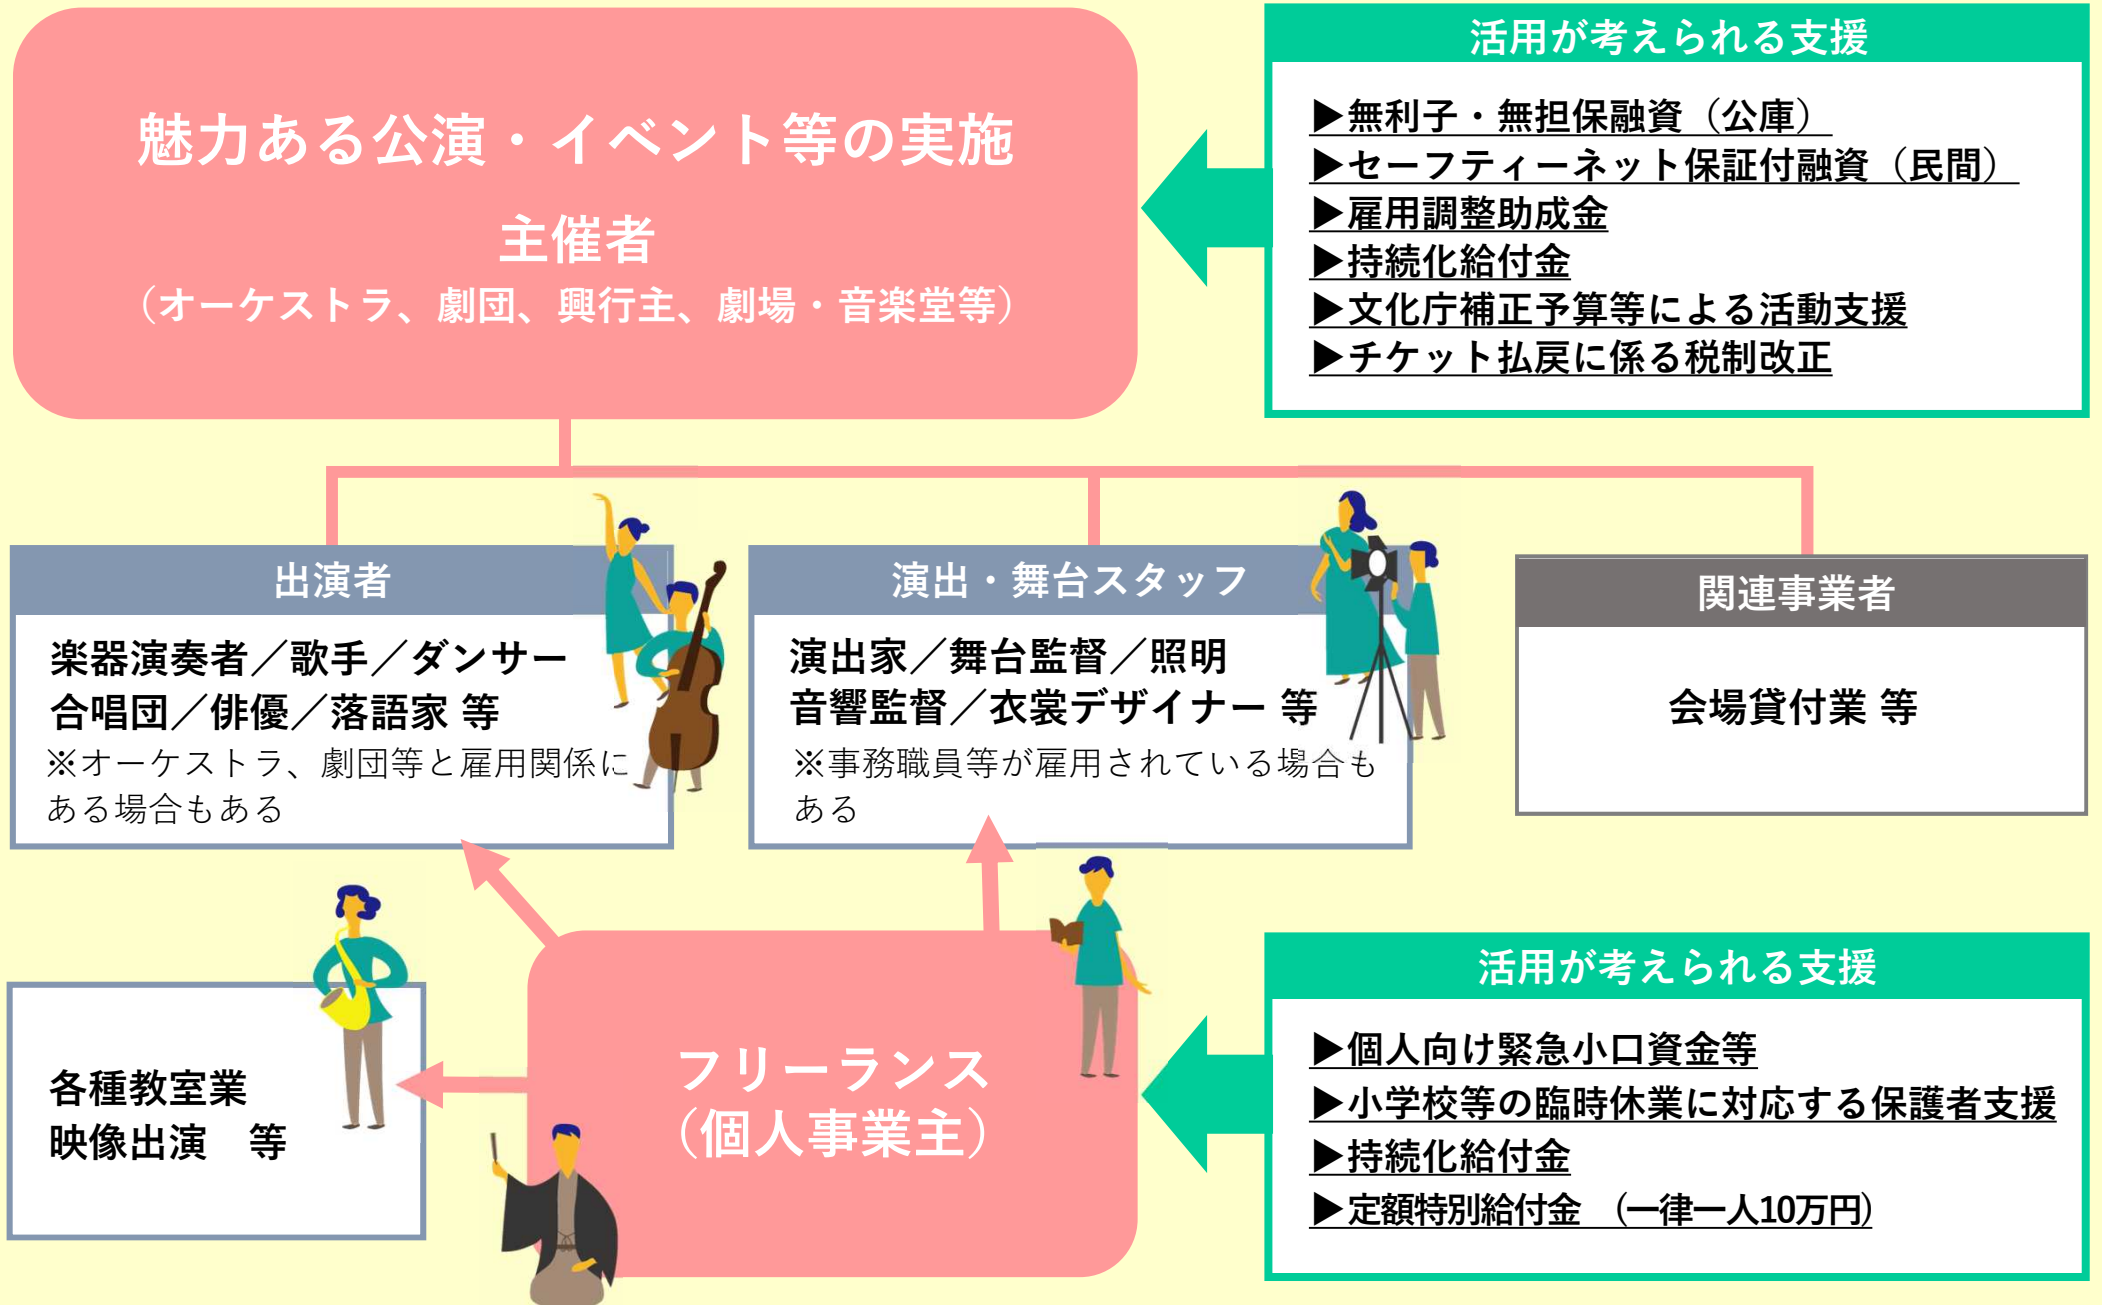 魅力ある公演・イベント等の実施
主催者
（オーケストラ、劇団、興行主、劇場・音楽堂等）
活用が考えられる支援
▶無利子・無担保融資（公庫）
▶セーフティーネット保証付融資（民間）
▶雇用調整助成金
▶持続化給付金
▶文化庁補正予算等による活動支援
▶チケット払戻に係る税制改正
出演者
楽器演奏者／歌手／ダンサー
合唱団／俳優／落語家 等
※オーケストラ、劇団等と雇用関係に
ある場合もある
演出・舞台スタッフ
演出家／舞台監督／照明
音響監督／衣裳デザイナー 等
※事務職員等が雇用されている場合も
ある
関連事業者
会場貸付業 等
各種教室業
映像出演　等
フリーランス
（個人事業主）
活用が考えられる支援
▶個人向け緊急小口資金等
▶小学校等の臨時休業に対応する保護者支援
▶持続化給付金
▶定額特別給付金 （一律一人10万円）